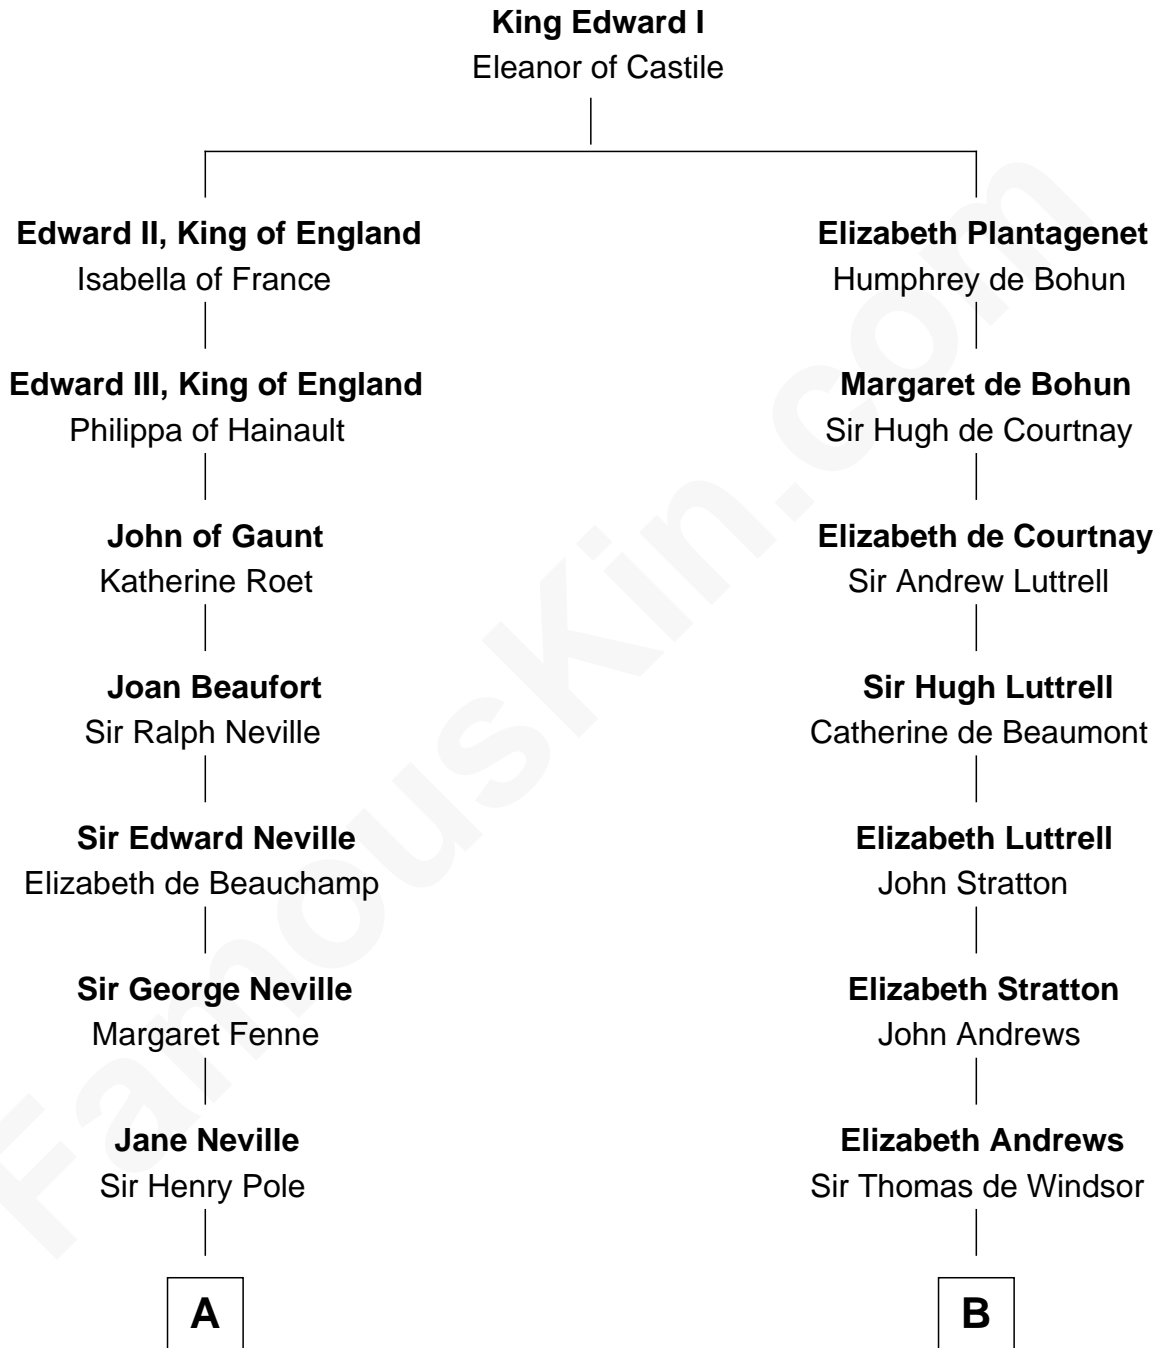 King Edward I
Eleanor of Castile
Edward II, King of England
Isabella of France
Elizabeth Plantagenet
Humphrey de Bohun
Edward III, King of England
Philippa of Hainault
Margaret de Bohun
Sir Hugh de Courtnay
John of Gaunt
Katherine Roet
Elizabeth de Courtnay
Sir Andrew Luttrell
Joan Beaufort
Sir Ralph Neville
Sir Hugh Luttrell
Catherine de Beaumont
Sir Edward Neville
Elizabeth de Beauchamp
Elizabeth Luttrell
John Stratton
Sir George Neville
Margaret Fenne
Elizabeth Stratton
John Andrews
Jane Neville
Sir Henry Pole
Elizabeth Andrews
Sir Thomas de Windsor
A
B
FamousKin.com